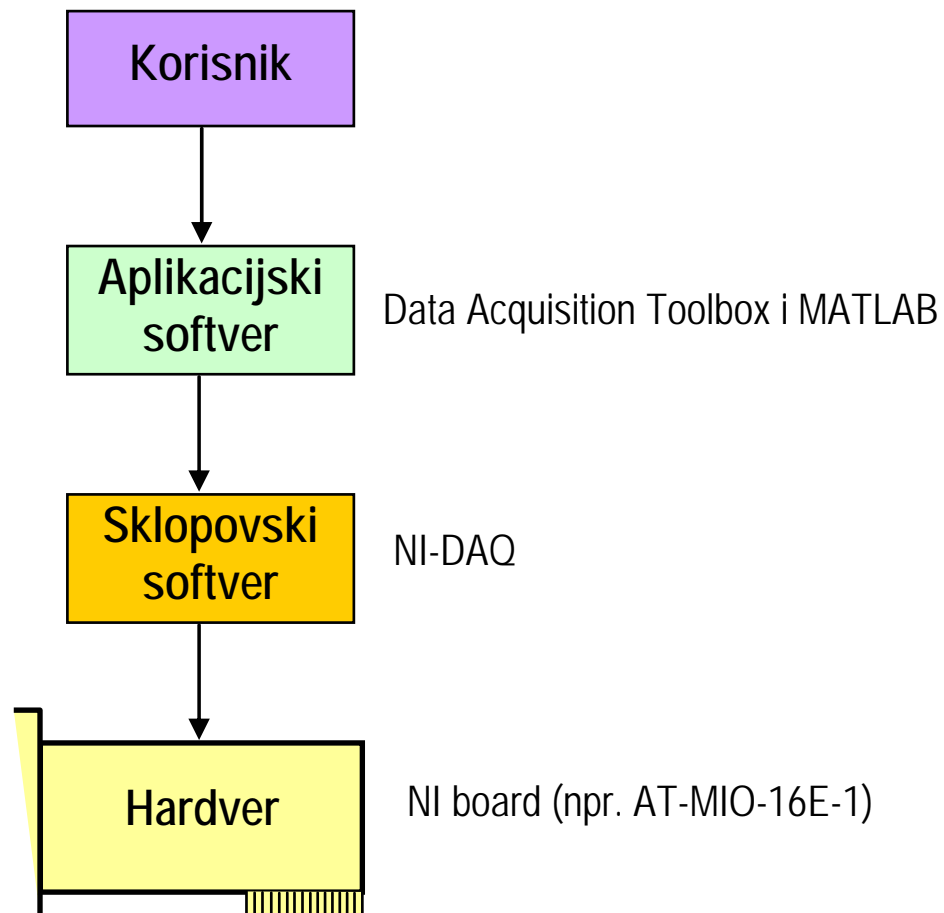 Korisnik
Aplikacijski
softver
Data Acquisition Toolbox i MATLAB
Sklopovski
softver
NI-DAQ
Hardver
NI board (npr. AT-MIO-16E-1)